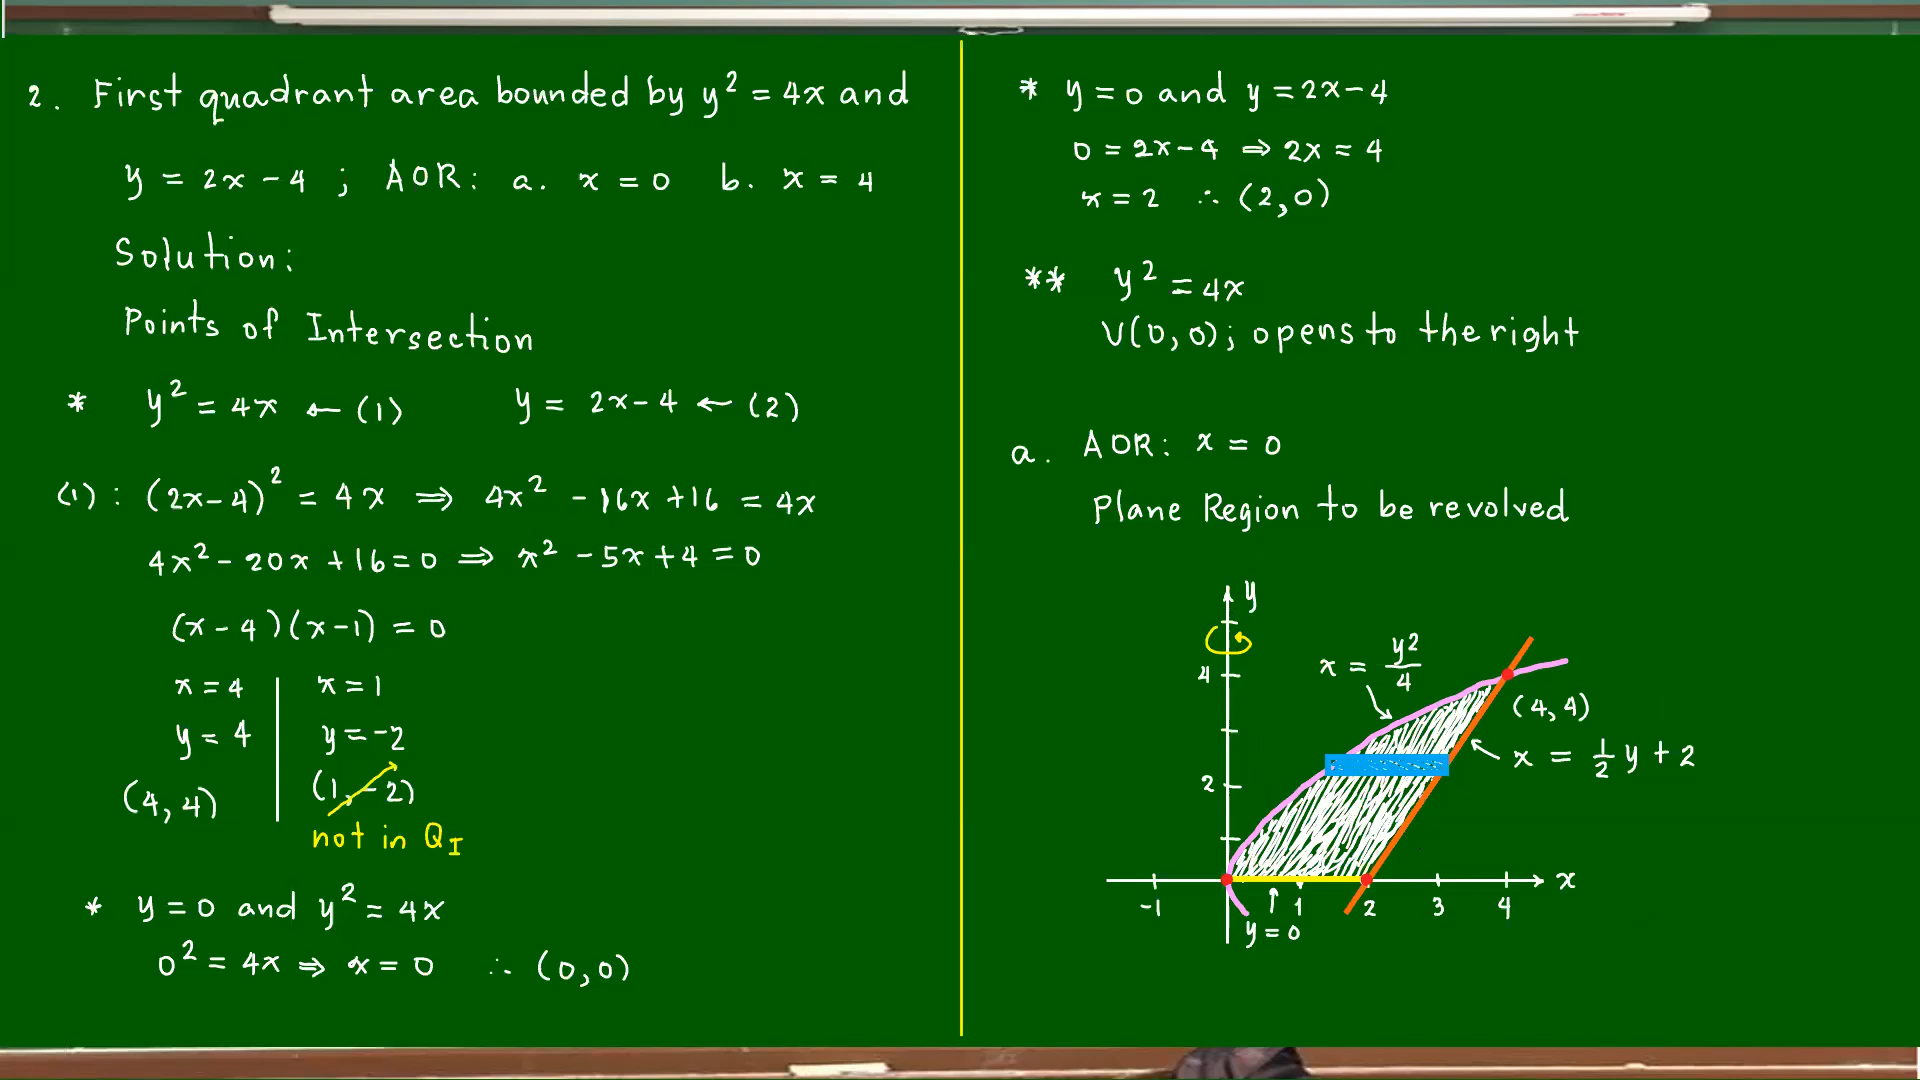 2. First quadrant area bounded by y² = 4x and
y = 2x - 4 ; AOR: a. x = 0 b. x = 4
Solution:
Points of Intersection
* y² = 4x ← (1) y = 2x - 4 ← (2)
(1) : (2x-4)² = 4x ⇒ 4x² - 16x + 16 = 4x
4x² - 20x + 16 = 0 ⇒ x² - 5x + 4 = 0
(x-4)(x-1) = 0
x = 4 x = 1
y = 4 y = -2
(4,4) (1,-2)
not in Q_I
* y = 0 and y² = 4x
0² = 4x ⇒ x = 0 ∴ (0,0)
* y = 0 and y = 2x-4
0 = 2x-4 ⇒ 2x = 4
x = 2 ∴ (2,0)
** y² = 4x
V(0,0); opens to the right
a. AOR: x = 0
Plane Region to be revolved
y
x = y²/4
4
(4,4)
x = ½y + 2
2
x
-1 1 2 3 4
y = 0